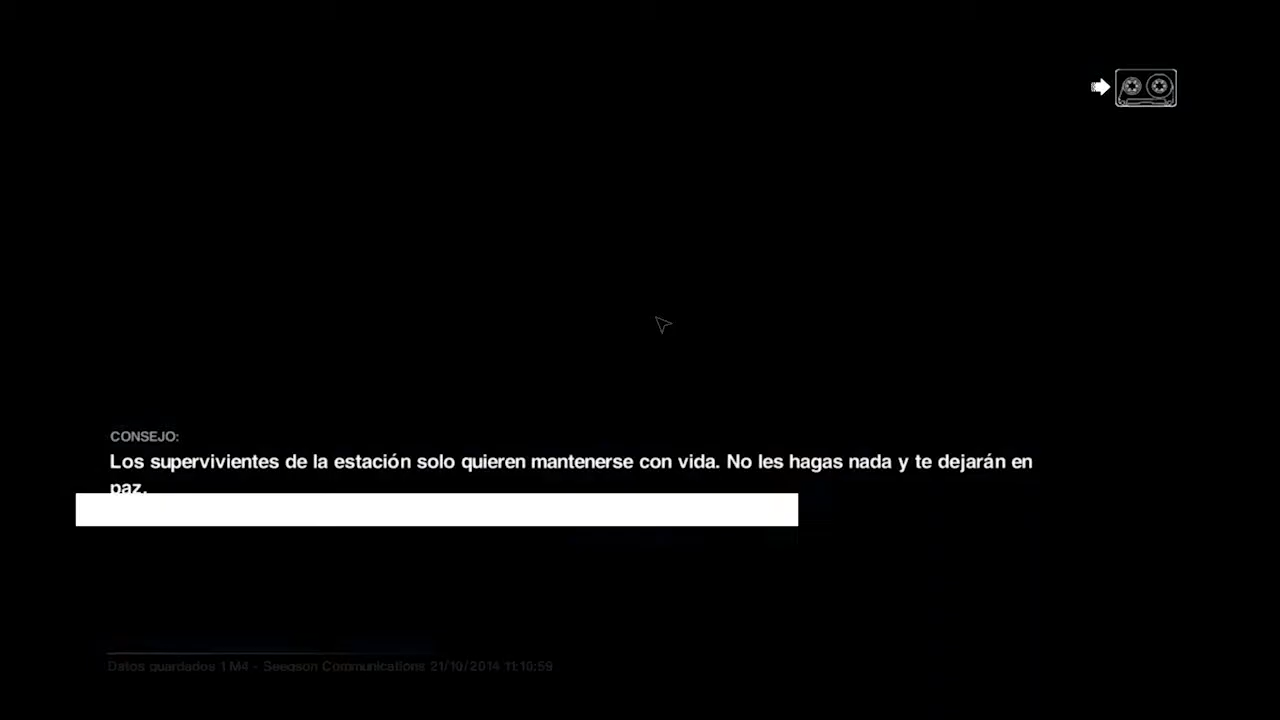 CONSEJO:
Los supervivientes de la estación solo quieren mantenerse con vida. No les hagas nada y te dejarán en
paz.
Datos guardados 1 M4 - Seegson Communications 21/10/2014 11:10:59